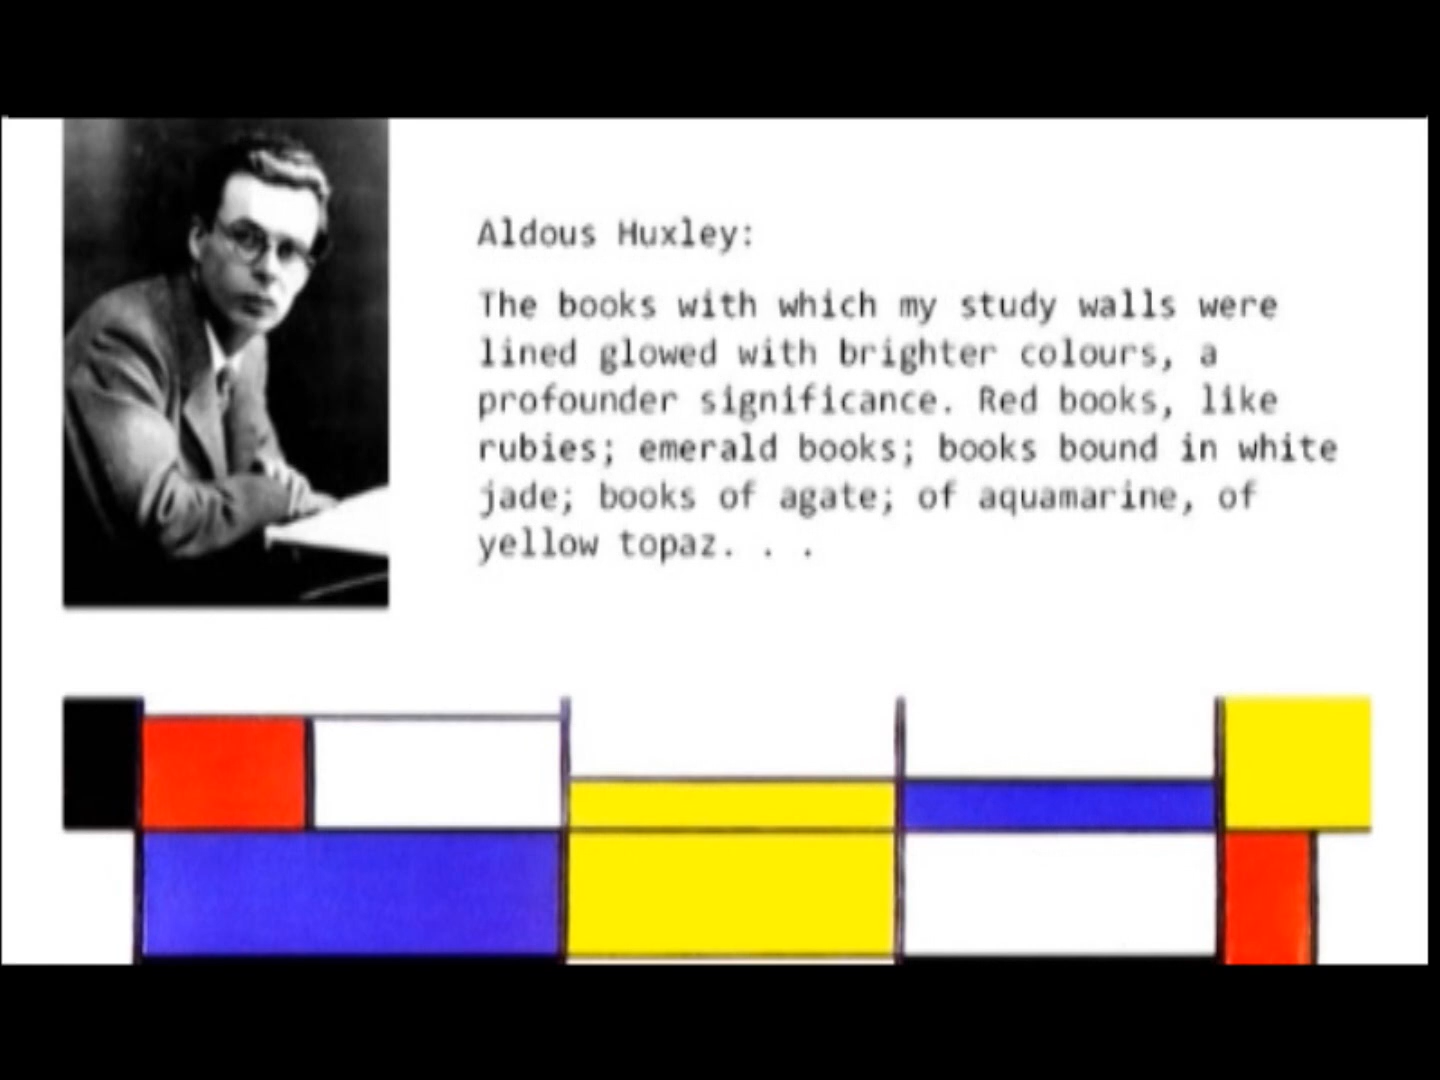 Aldous Huxley:
The books with which my study walls were
lined glowed with brighter colours, a
profounder significance. Red books, like
rubies; emerald books; books bound in white
jade; books of agate; of aquamarine, of
yellow topaz. . .